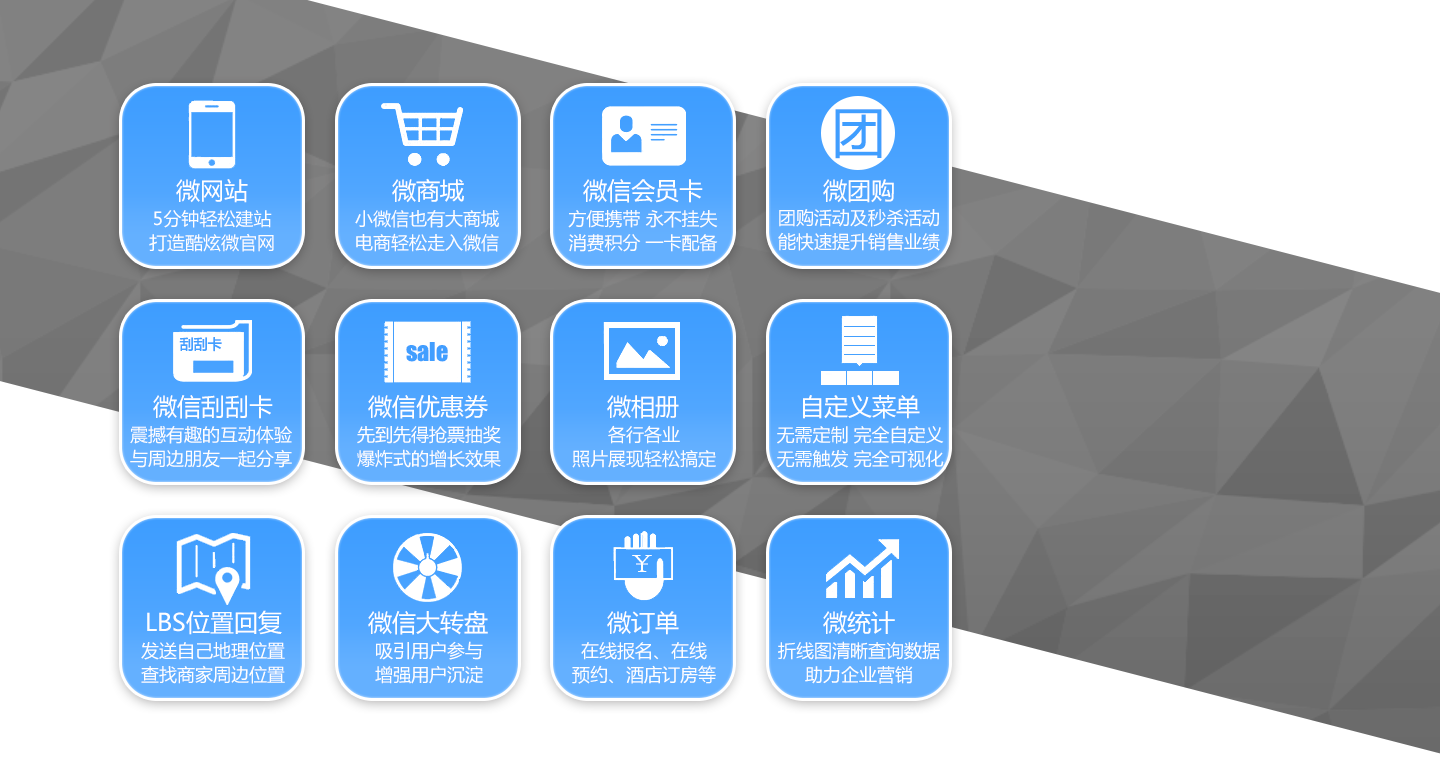 微网站
5分钟轻松建站
打造酷炫微官网
微商城
小微信也有大商城
电商轻松走入微信
微信会员卡
方便携带 永不挂失
消费积分 一卡配备
团
微团购
团购活动及秒杀活动
能快速提升销售业绩
刮刮卡
微信刮刮卡
震撼有趣的互动体验
与周边朋友一起分享
sale
微信优惠券
先到先得抢票抽奖
爆炸式的增长效果
微相册
各行各业
照片展现轻松搞定
自定义菜单
无需定制 完全自定义
无需触发 完全可视化
LBS位置回复
发送自己地理位置
查找商家周边位置
微信大转盘
吸引用户参与
增强用户沉淀
¥
微订单
在线报名、在线
预约、酒店订房等
微统计
折线图清晰查询数据
助力企业营销